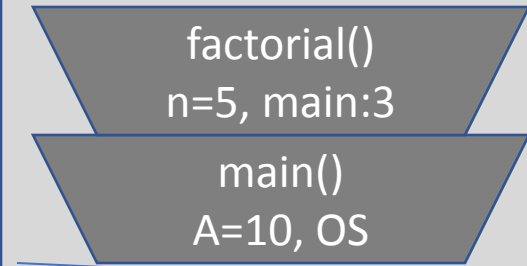 factorial()
n=5, main:3
main()
A=10, OS